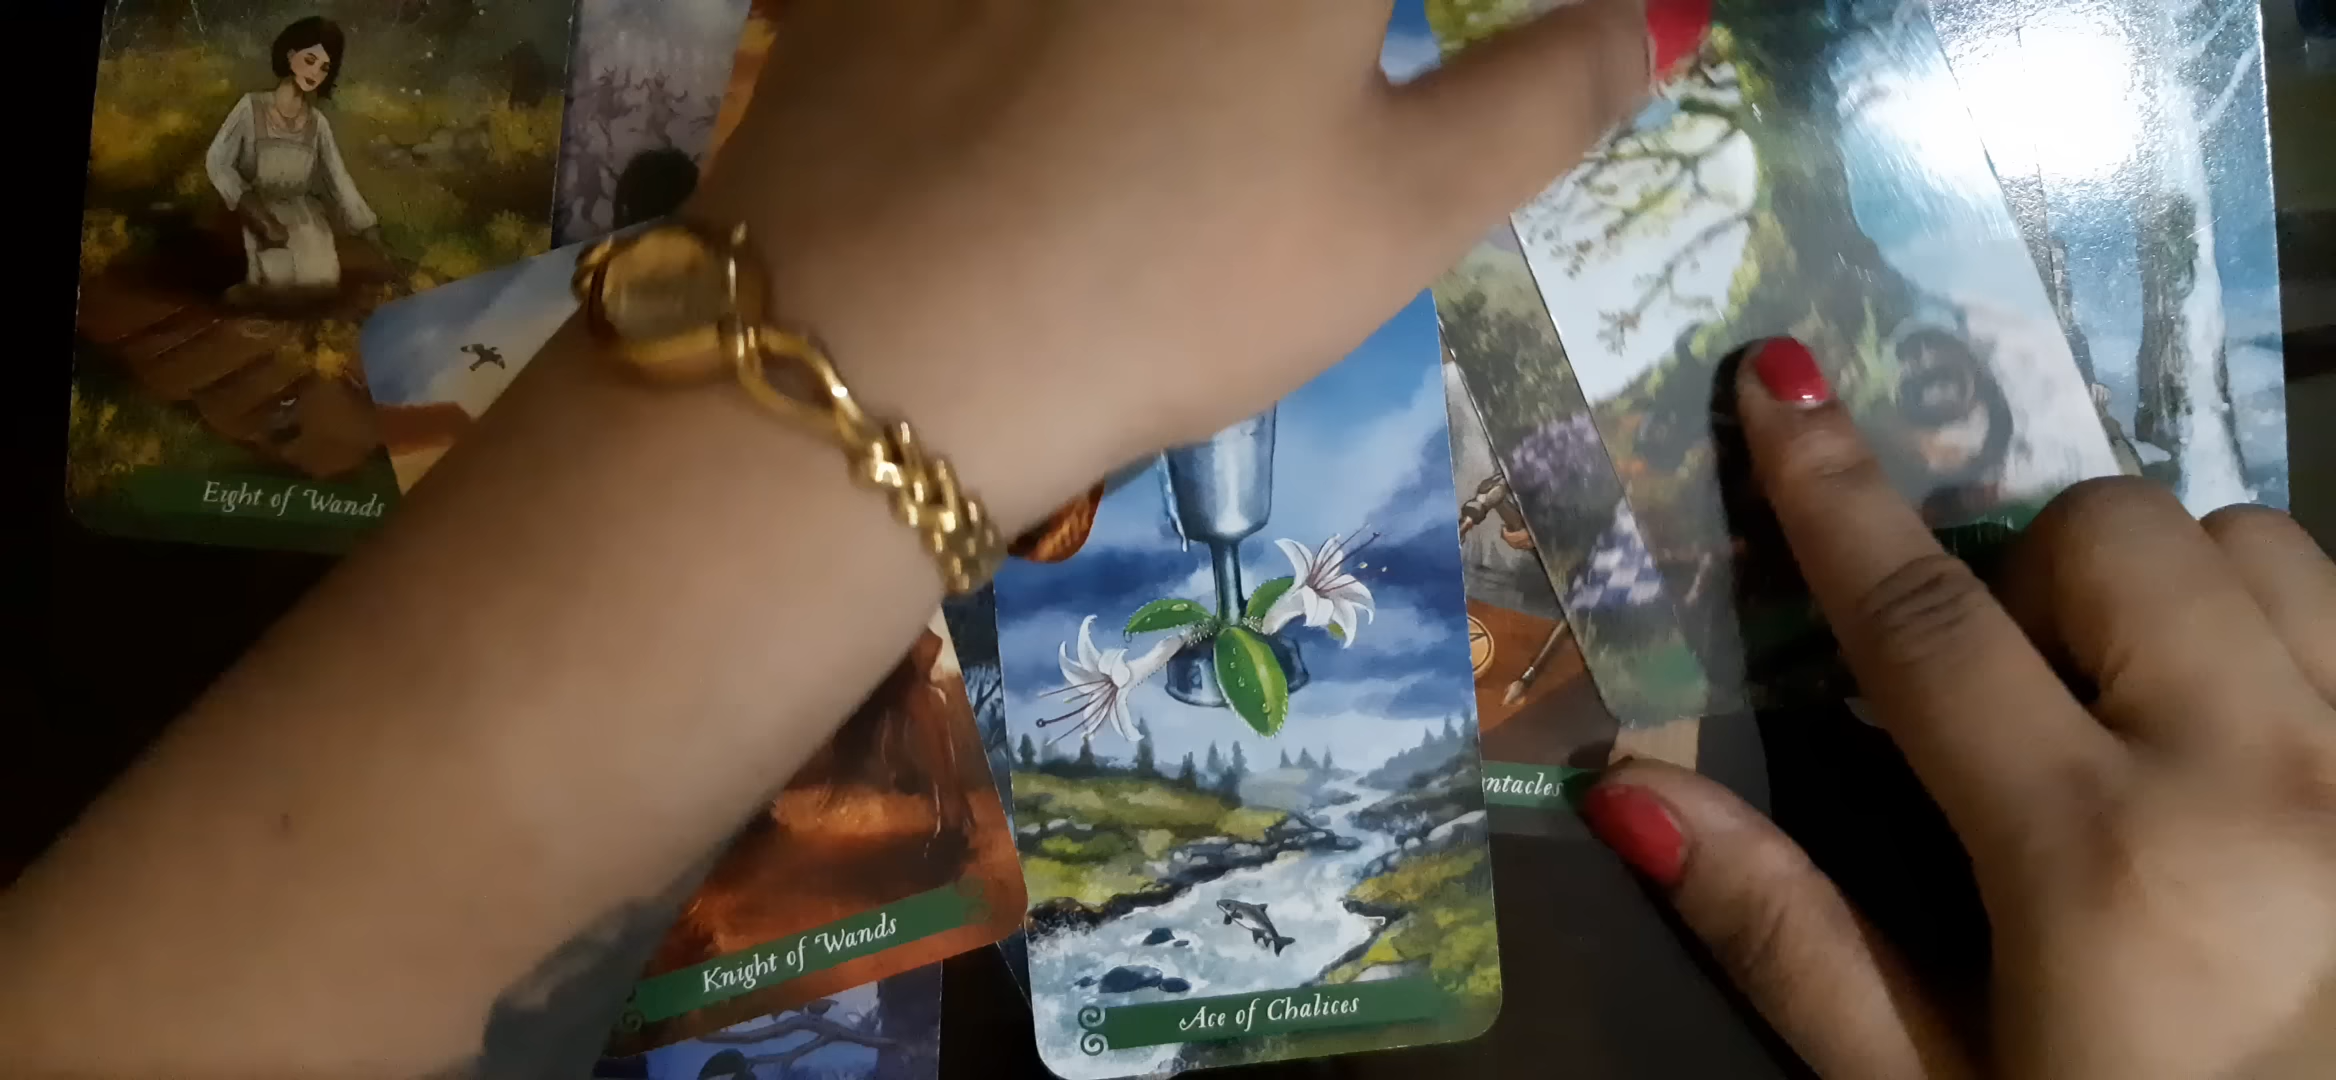 Eight of Wands
Knight of Wands
Ace of Chalices
ntacles